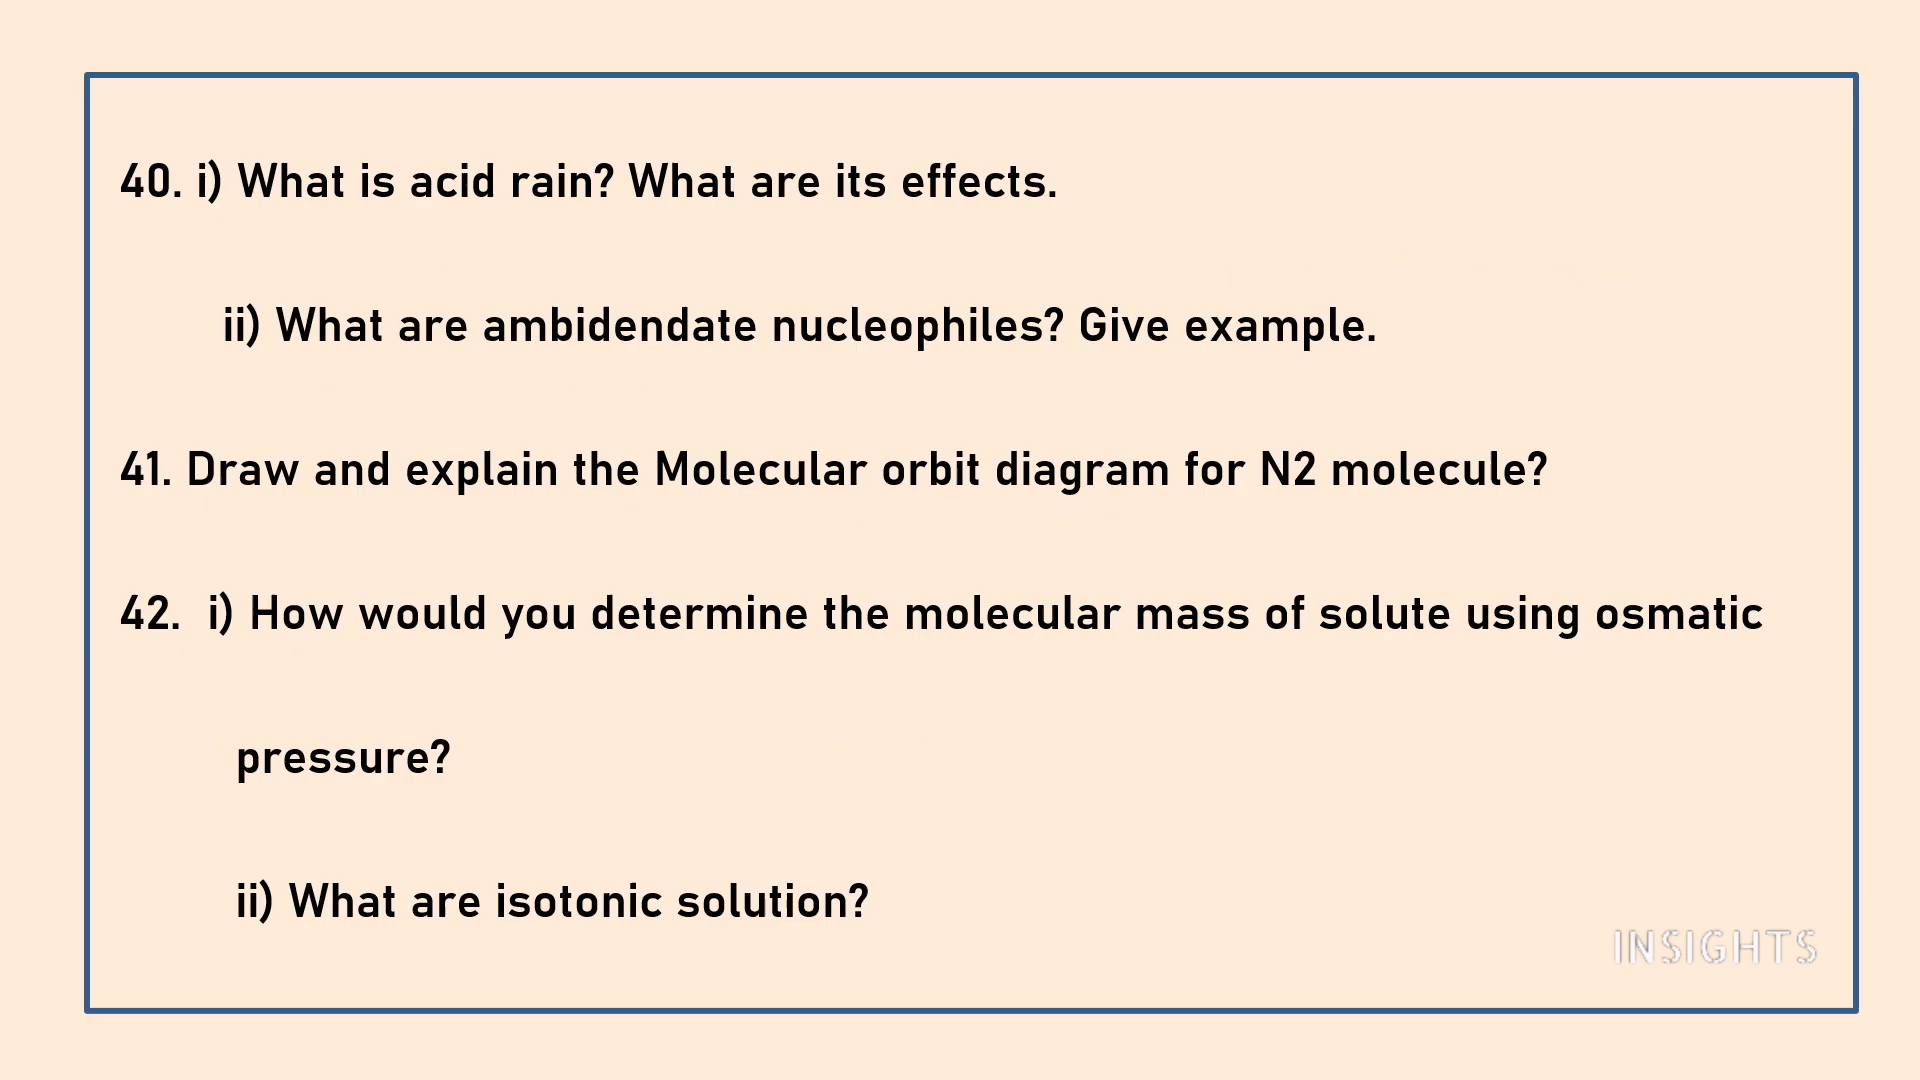 40. i) What is acid rain? What are its effects.
ii) What are ambidendate nucleophiles? Give example.
41. Draw and explain the Molecular orbit diagram for N2 molecule?
42. i) How would you determine the molecular mass of solute using osmatic
pressure?
ii) What are isotonic solution?
INSIGHTS